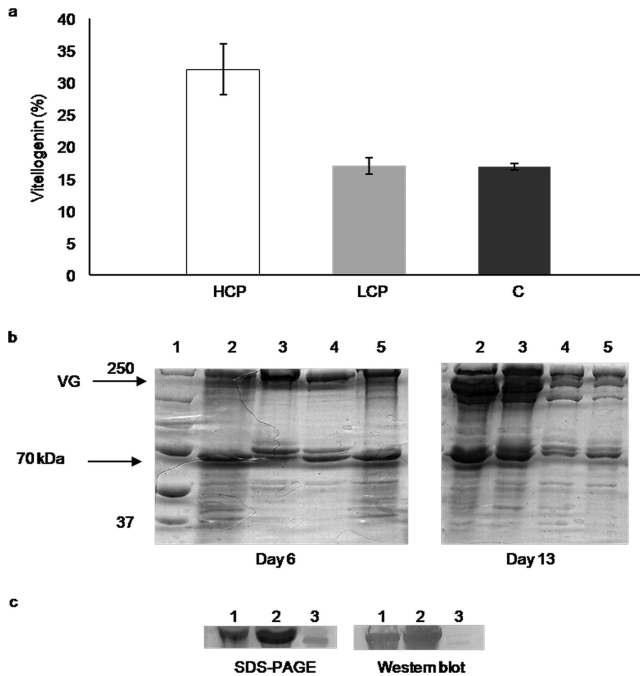 a
40
35
30
25
20
15
10
5
0
Vitellogenin (%)
HCP LCP C
b
1 2 3 4 5 2 3 4 5
250
VG
70 kDa
37
Day 6 Day 13
c
1 2 3 1 2 3
SDS-PAGE Western blot